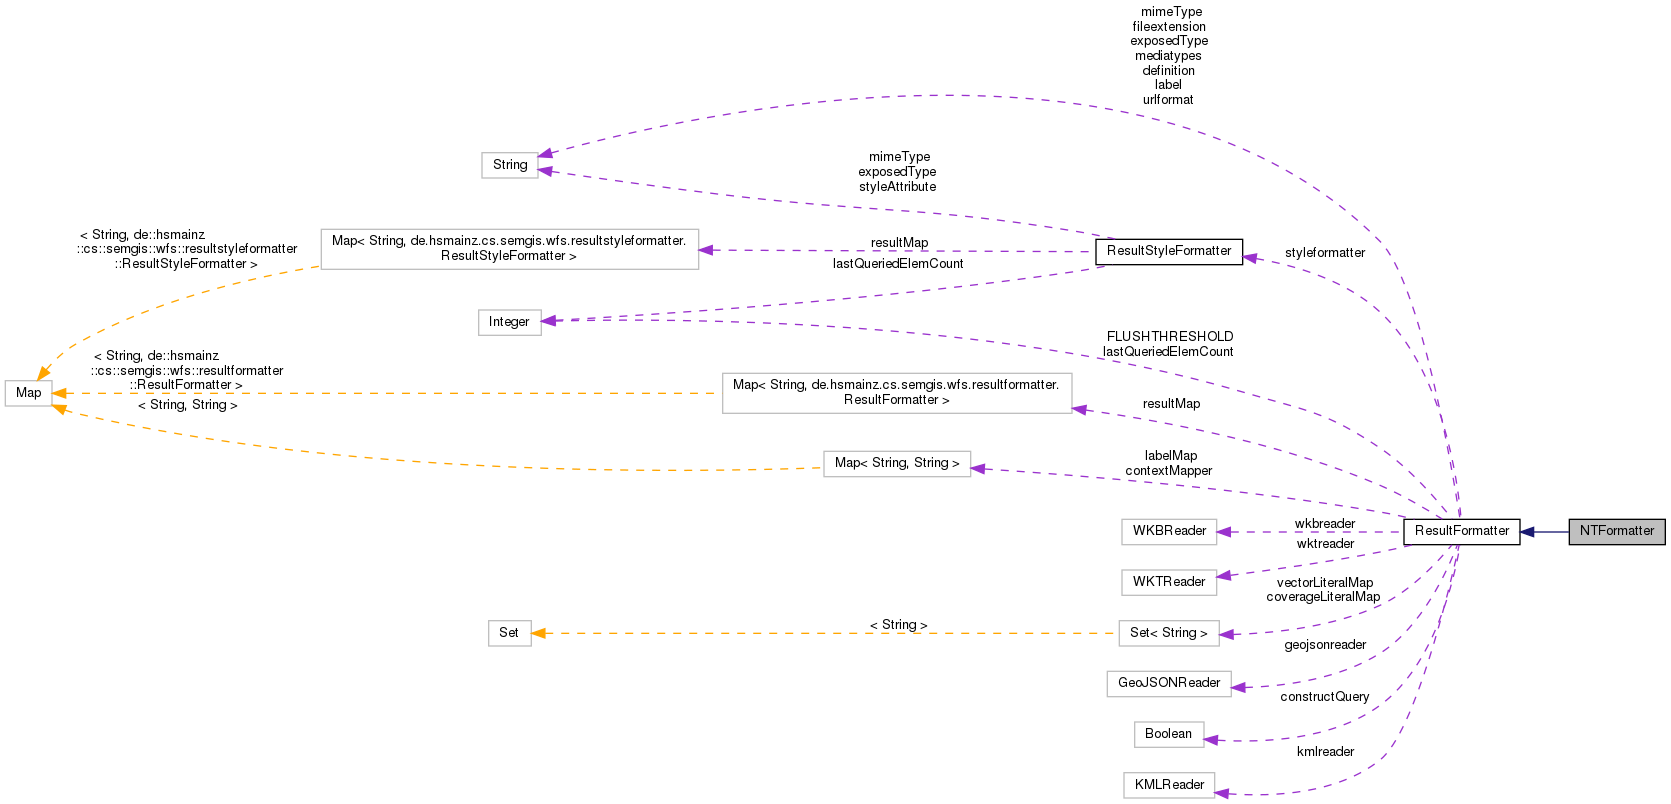 mimeType
fileextension
exposedType
mediatypes
definition
label
urlformat
String
mimeType
exposedType
styleAttribute
< String, de::hsmainz
::cs::semgis::wfs::resultstyleformatter
::ResultStyleFormatter >
Map< String, de.hsmainz.cs.semgis.wfs.resultstyleformatter.
ResultStyleFormatter >
resultMap
ResultStyleFormatter
styleformatter
lastQueriedElemCount
Integer
FLUSHTHRESHOLD
lastQueriedElemCount
< String, de::hsmainz
::cs::semgis::wfs::resultformatter
::ResultFormatter >
Map
Map< String, de.hsmainz.cs.semgis.wfs.resultformatter.
ResultFormatter >
resultMap
< String, String >
Map< String, String >
labelMap
contextMapper
WKBReader
wkbreader
ResultFormatter
NTFormatter
wktreader
WKTReader
vectorLiteralMap
coverageLiteralMap
Set
< String >
Set< String >
geojsonreader
GeoJSONReader
constructQuery
Boolean
kmlreader
KMLReader